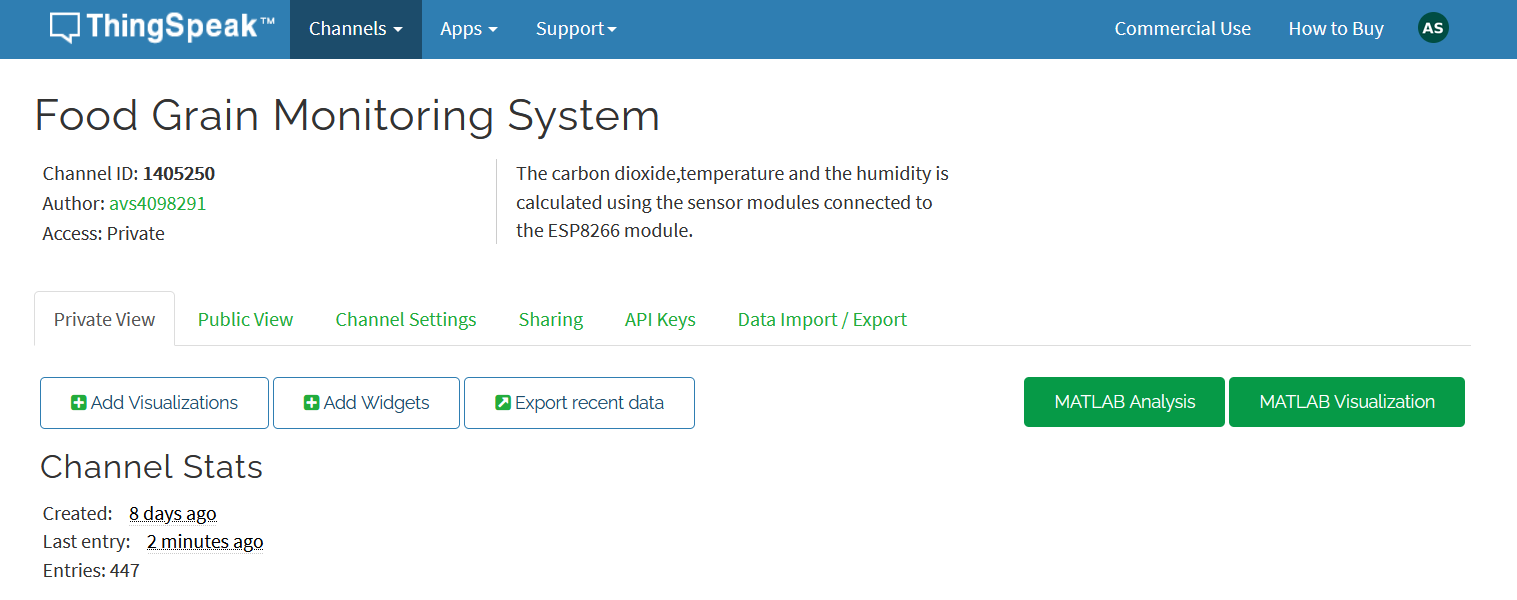 ThingSpeak™ Channels Apps Support Commercial Use How to Buy AS
Food Grain Monitoring System
Channel ID: 1405250
Author: avs4098291
Access: Private
The carbon dioxide,temperature and the humidity is
calculated using the sensor modules connected to
the ESP8266 module.
Private View Public View Channel Settings Sharing API Keys Data Import / Export
Add Visualizations Add Widgets Export recent data MATLAB Analysis MATLAB Visualization
Channel Stats
Created: 8 days ago
Last entry: 2 minutes ago
Entries: 447